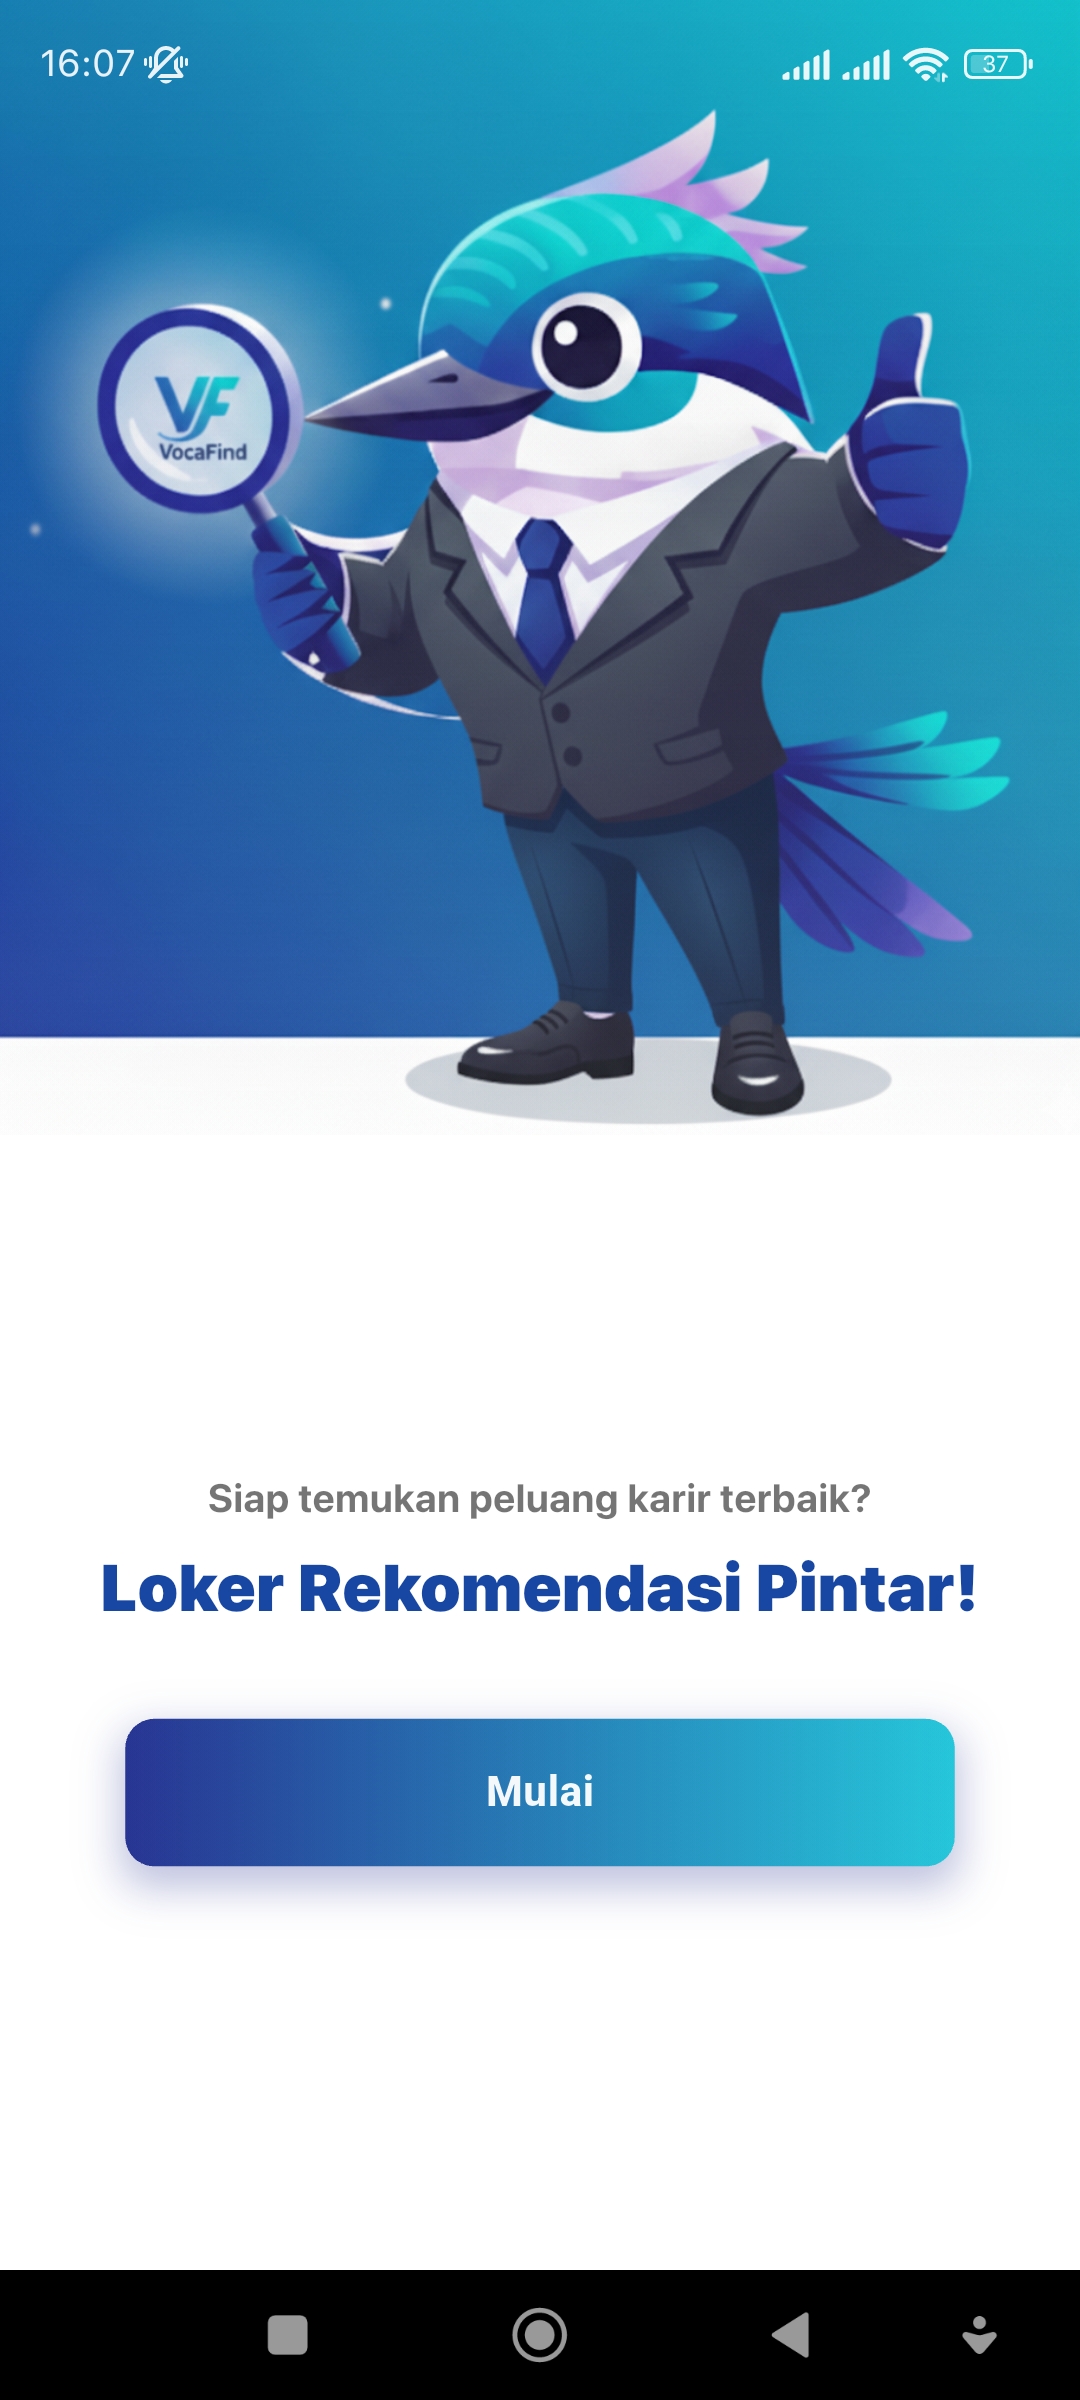 16:07
37
VF
VocaFind
Siap temukan peluang karir terbaik?
Loker Rekomendasi Pintar!
Mulai